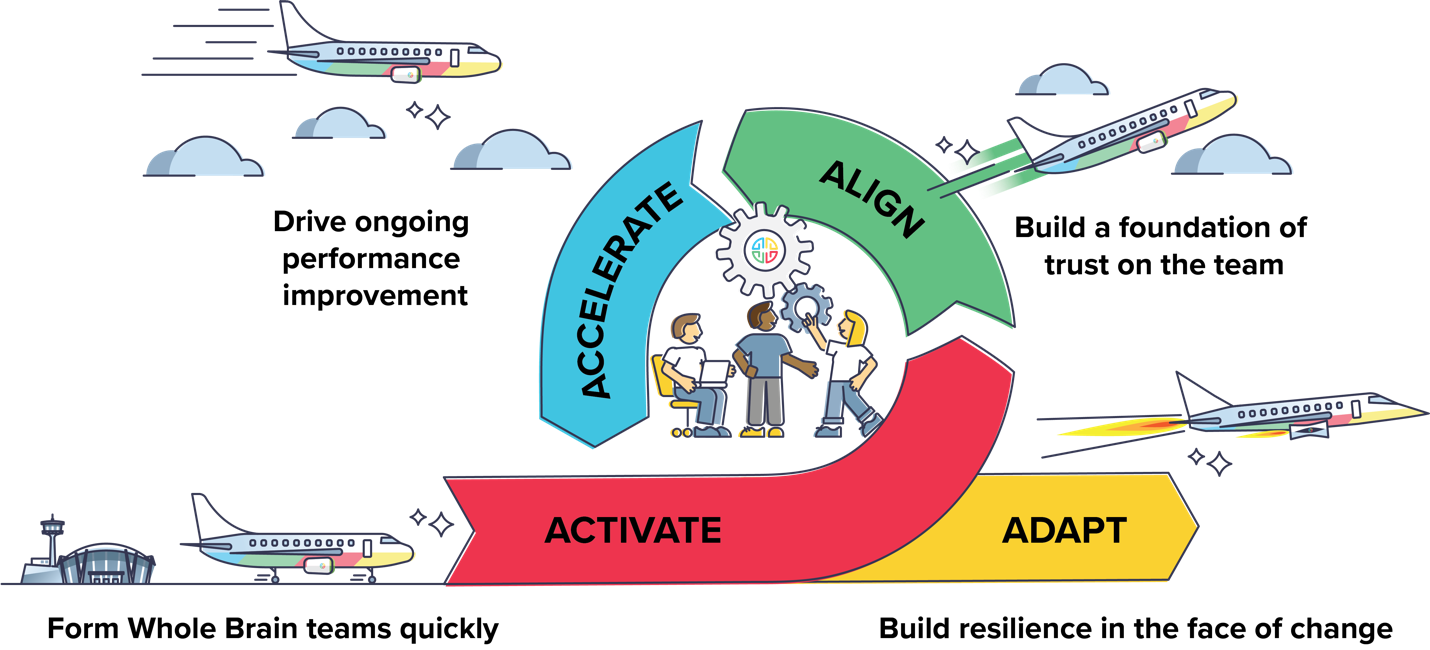 ACCELERATE
ALIGN
Drive ongoing
performance
improvement
Build a foundation of
trust on the team
ACTIVATE
ADAPT
Form Whole Brain teams quickly
Build resilience in the face of change